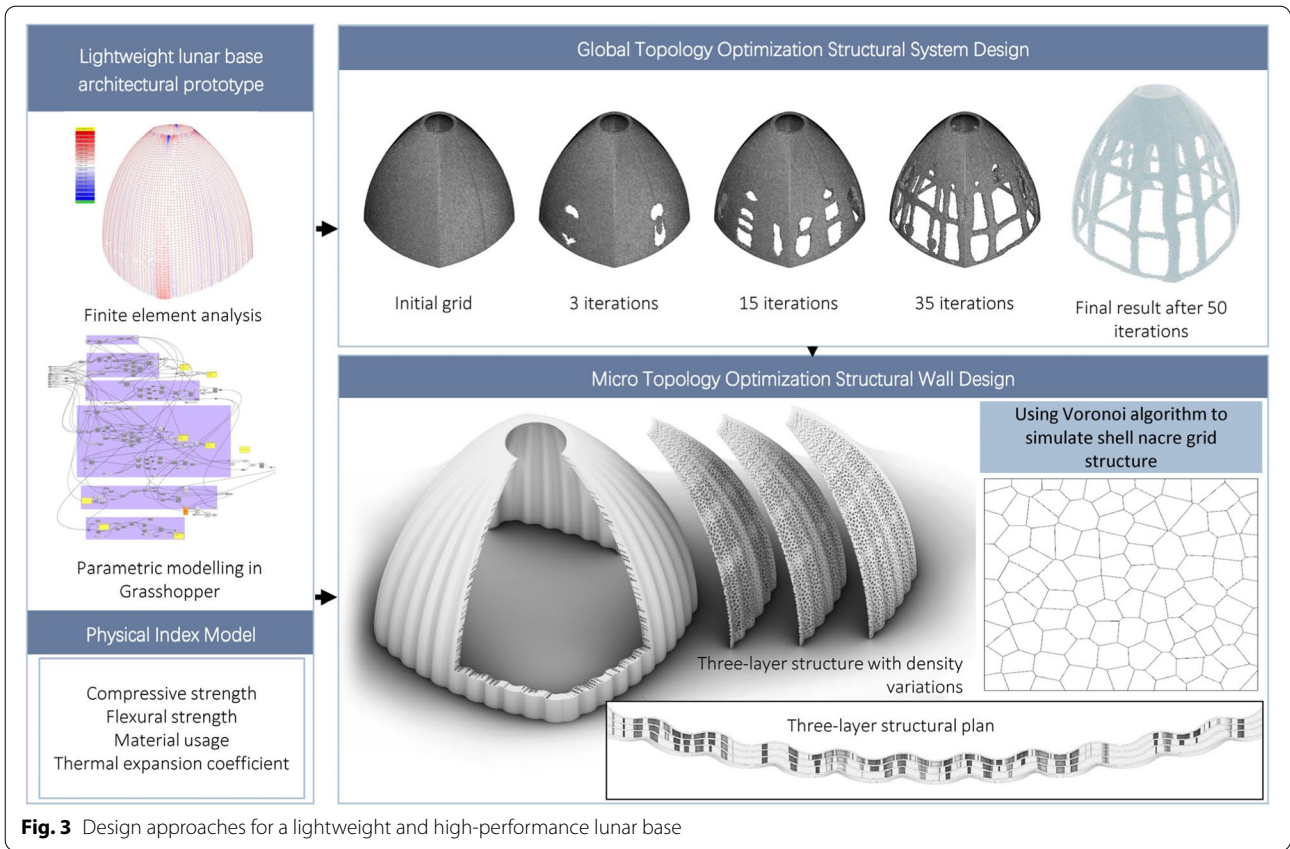 Lightweight lunar base
architectural prototype
Finite element analysis
Parametric modelling in
Grasshopper
Physical Index Model
Compressive strength
Flexural strength
Material usage
Thermal expansion coefficient
Global Topology Optimization Structural System Design
Initial grid
3 iterations
15 iterations
35 iterations
Final result after 50
iterations
Micro Topology Optimization Structural Wall Design
Three-layer structure with density
variations
Using Voronoi algorithm to
simulate shell nacre grid
structure
Three-layer structural plan
Fig. 3 Design approaches for a lightweight and high-performance lunar base